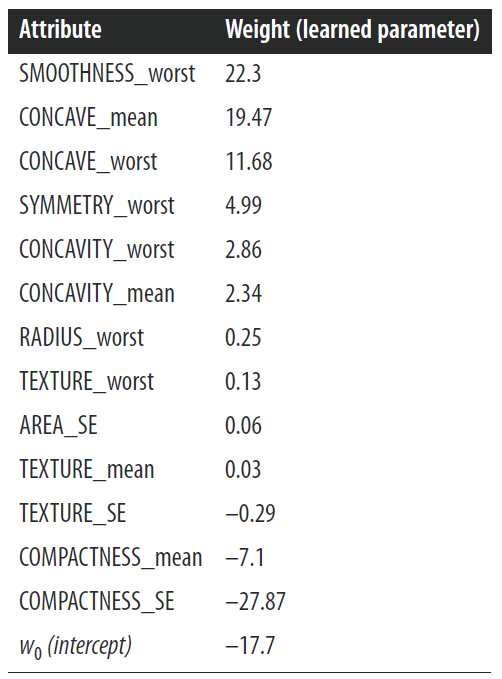 Attribute Weight (learned parameter)
SMOOTHNESS_worst 22.3
CONCAVE_mean 19.47
CONCAVE_worst 11.68
SYMMETRY_worst 4.99
CONCAVITY_worst 2.86
CONCAVITY_mean 2.34
RADIUS_worst 0.25
TEXTURE_worst 0.13
AREA_SE 0.06
TEXTURE_mean 0.03
TEXTURE_SE –0.29
COMPACTNESS_mean –7.1
COMPACTNESS_SE –27.87
w₀ (intercept) –17.7